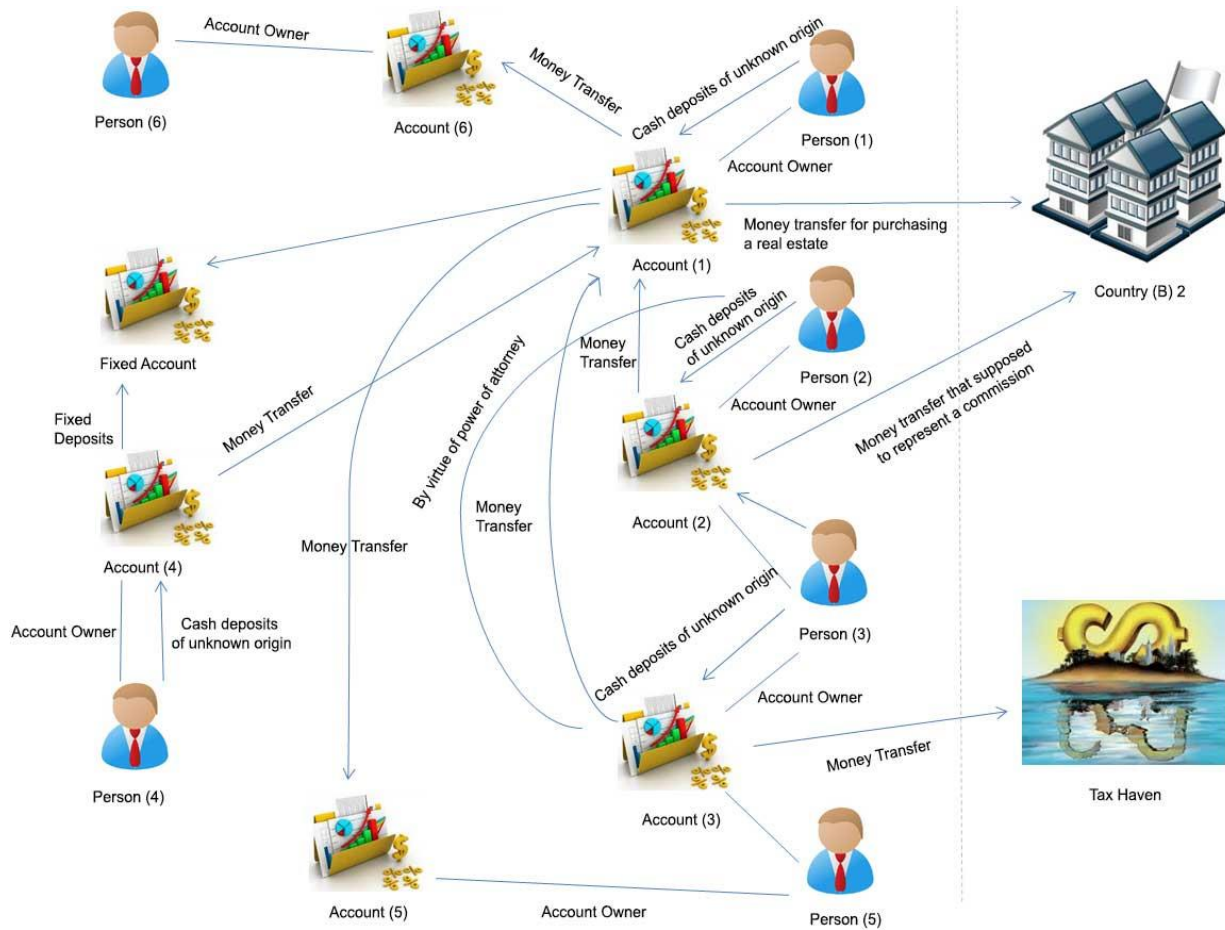 Account Owner
Person (6)
Account (6)
Money Transfer
Cash deposits of unknown origin
Person (1)
Account Owner
Account (1)
Money transfer for purchasing
a real estate
Country (B) 2
Fixed Account
Fixed
Deposits
Money Transfer
By virtue of power of attorney
Money
Transfer
Cash deposits
of unknown origin
Person (2)
Account Owner
Money transfer that supposed
to represent a commission
Account (2)
Money
Transfer
Money Transfer
Account (4)
Account Owner
Cash deposits
of unknown origin
Person (4)
Cash deposits of unknown origin
Person (3)
Account Owner
Money Transfer
Account (3)
Tax Haven
Account (5)
Account Owner
Person (5)